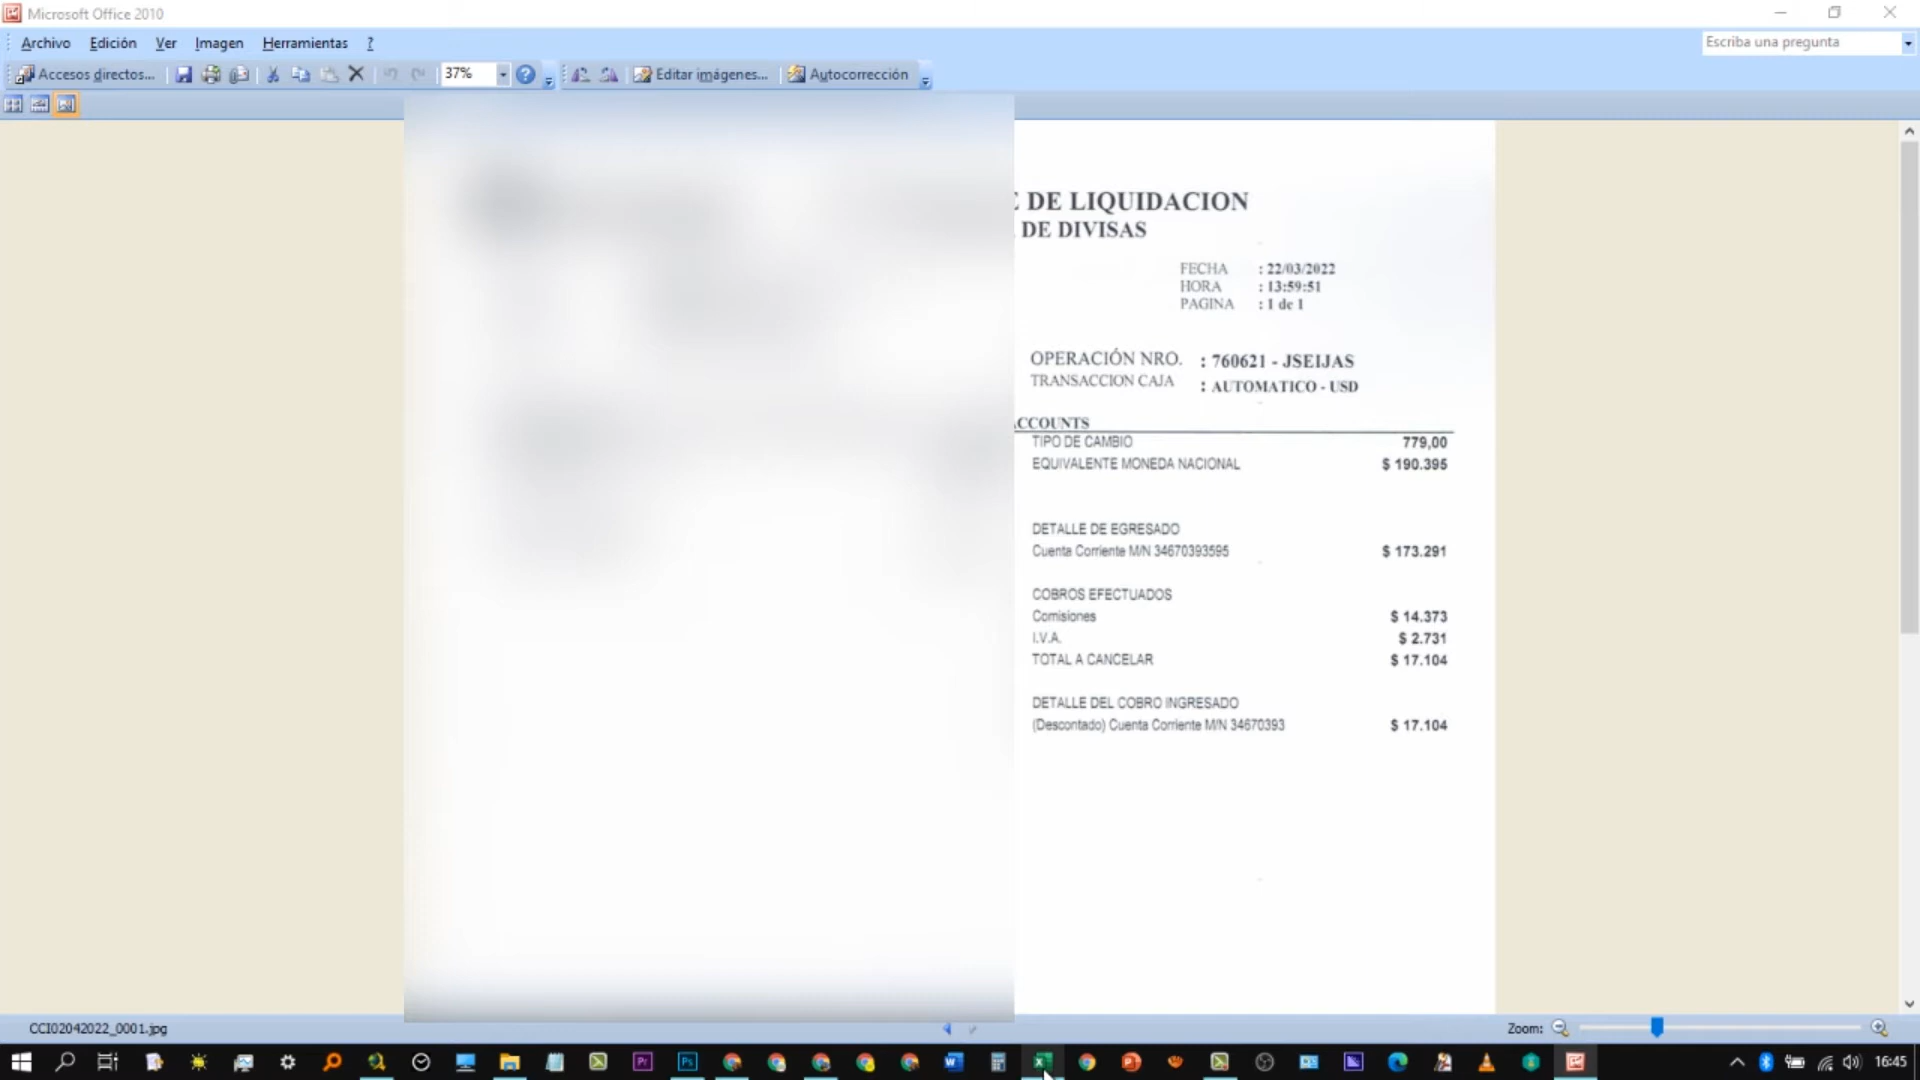 Microsoft Office 2010
Archivo Edición Ver Imagen Herramientas ?
Escriba una pregunta
Accesos directos... 37% Editar imágenes... Autocorrección
DE LIQUIDACION
DE DIVISAS
FECHA : 22/03/2022
HORA : 13:59:51
PAGINA : 1 de 1
OPERACIÓN NRO. : 760621 - JSEIJAS
TRANSACCION CAJA : AUTOMATICO - USD
ACCOUNTS
TIPO DE CAMBIO 779,00
EQUIVALENTE MONEDA NACIONAL $ 190.395
DETALLE DE EGRESADO
Cuenta Corriente M/N 34670393595 $ 173.291
COBROS EFECTUADOS
Comisiones $ 14.373
I.V.A. $ 2.731
TOTAL A CANCELAR $ 17.104
DETALLE DEL COBRO INGRESADO
(Descontado) Cuenta Corriente M/N 34670393 $ 17.104
CCI02042022_0001.jpg
Zoom:
16:45